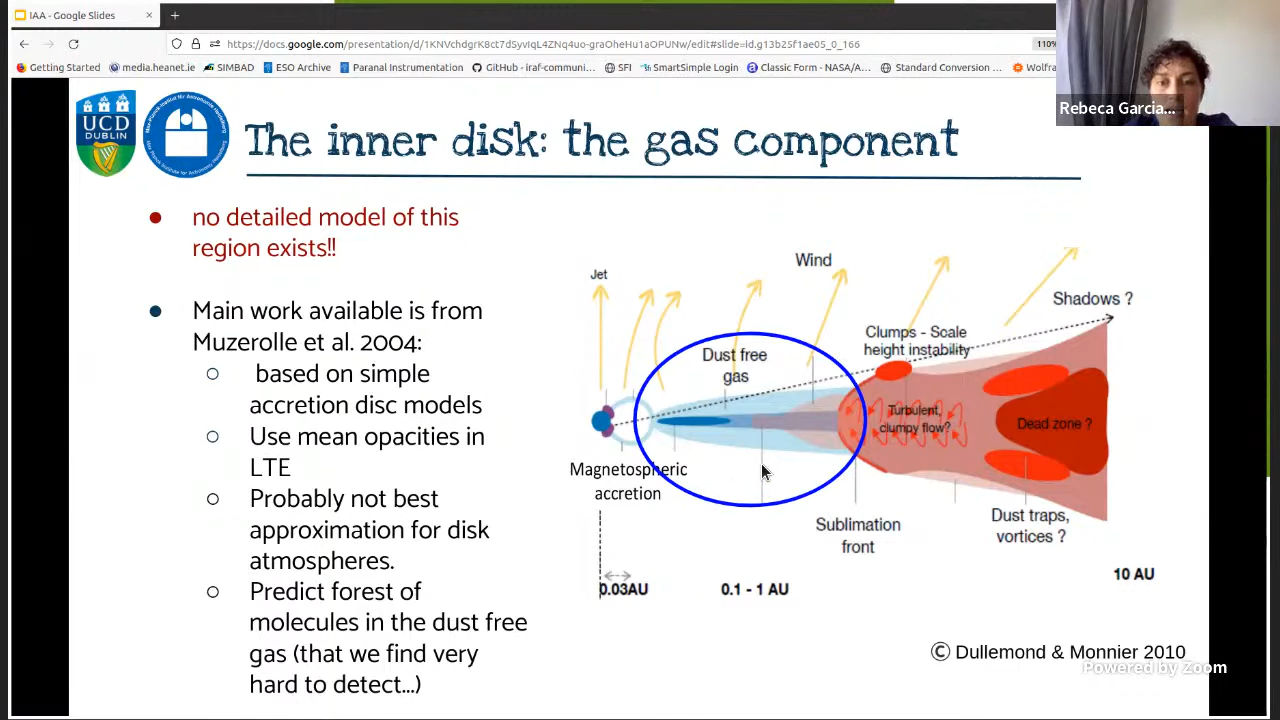 IAA - Google Slides
https://docs.google.com/presentation/d/1KNVchdgrK8ct7dSyvIqL4ZNq4uo-graOheHu1aOPUNw/edit#slide=id.g13b25f1ae05_0_166
110%
Getting Started media.heanet.ie SIMBAD ESO Archive Paranal Instrumentation GitHub - iraf-communi... SFI SmartSimple Login Classic Form - NASA/A... Standard Conversion ... Wolfra
Rebeca Garcia...
UCD
DUBLIN
The inner disk: the gas component
no detailed model of this
region exists!!
Main work available is from
Muzerolle et al. 2004:
based on simple
accretion disc models
Use mean opacities in
LTE
Probably not best
approximation for disk
atmospheres.
Predict forest of
molecules in the dust free
gas (that we find very
hard to detect...)
Jet
Wind
Shadows ?
Clumps - Scale
height instability
Dust free
gas
Turbulent,
clumpy flow?
Dead zone ?
Magnetospheric
accretion
Sublimation
front
Dust traps,
vortices ?
0.03AU
0.1 - 1 AU
10 AU
© Dullemond & Monnier 2010
Powered by Zoom